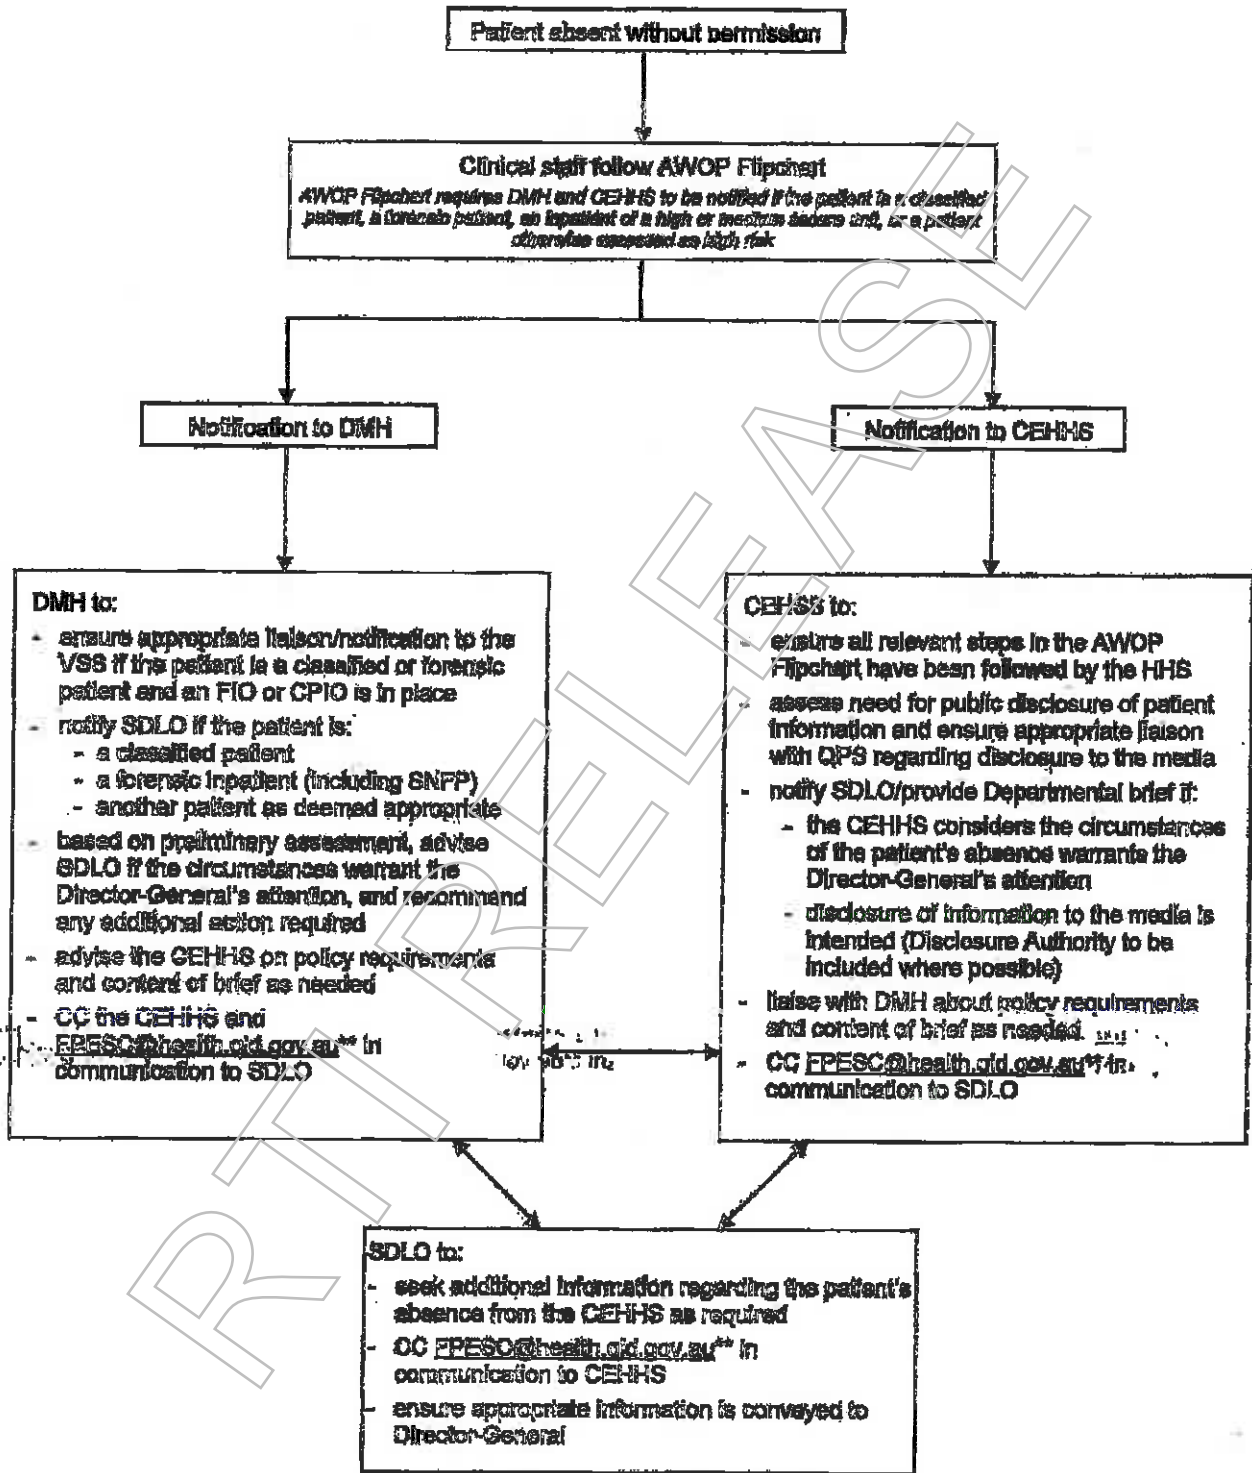 Patient absent without permission
Clinical staff follow AWOP Flipchart
AWOP Flipchart requires DMH and CEHHS to be notified if the patient is a classified
patient, a forensic patient, an inpatient of a high or medium secure unit, or a patient
otherwise assessed as high risk
Notification to DMH
Notification to CEHHS
DMH to:
- ensure appropriate liaison/notification to the
VSS if the patient is a classified or forensic
patient and an FIO or CPIO is in place
- notify SDLO if the patient is:
- a classified patient
- a forensic inpatient (including SNFP)
- another patient as deemed appropriate
- based on preliminary assessment, advise
SDLO if the circumstances warrant the
Director-General's attention, and recommend
any additional action required
- advise the CEHHS on policy requirements
and content of brief as needed
- CC the CEHHS and
FPESC@health.qld.gov.au** in
communication to SDLO
CEHSS to:
- ensure all relevant steps in the AWOP
Flipchart have been followed by the HHS
- assess need for public disclosure of patient
information and ensure appropriate liaison
with QPS regarding disclosure to the media
- notify SDLO/provide Departmental brief if:
- the CEHHS considers the circumstances
of the patient's absence warrants the
Director-General's attention
- disclosure of information to the media is
intended (Disclosure Authority to be
included where possible)
- liaise with DMH about policy requirements
and content of brief as needed
- CC FPESC@health.qld.gov.au** in
communication to SDLO
SDLO to:
- seek additional information regarding the patient's
absence from the CEHHS as required
- CC FPESC@health.qld.gov.au** in
communication to CEHHS
- ensure appropriate information is conveyed to
Director-General
RTI RELEASE